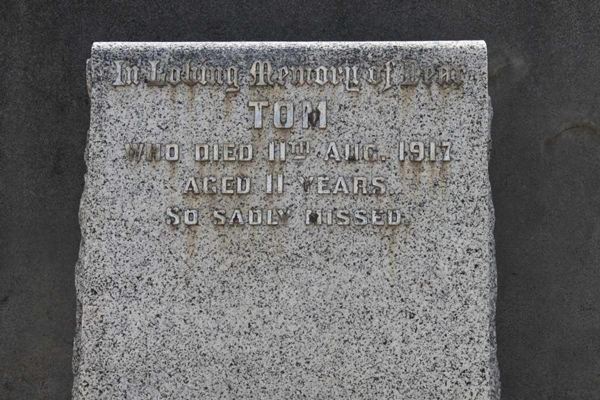 In Loving Memory of Dear
TOM
WHO DIED 11TH AUG. 1917
AGED 11 YEARS
SO SADLY MISSED